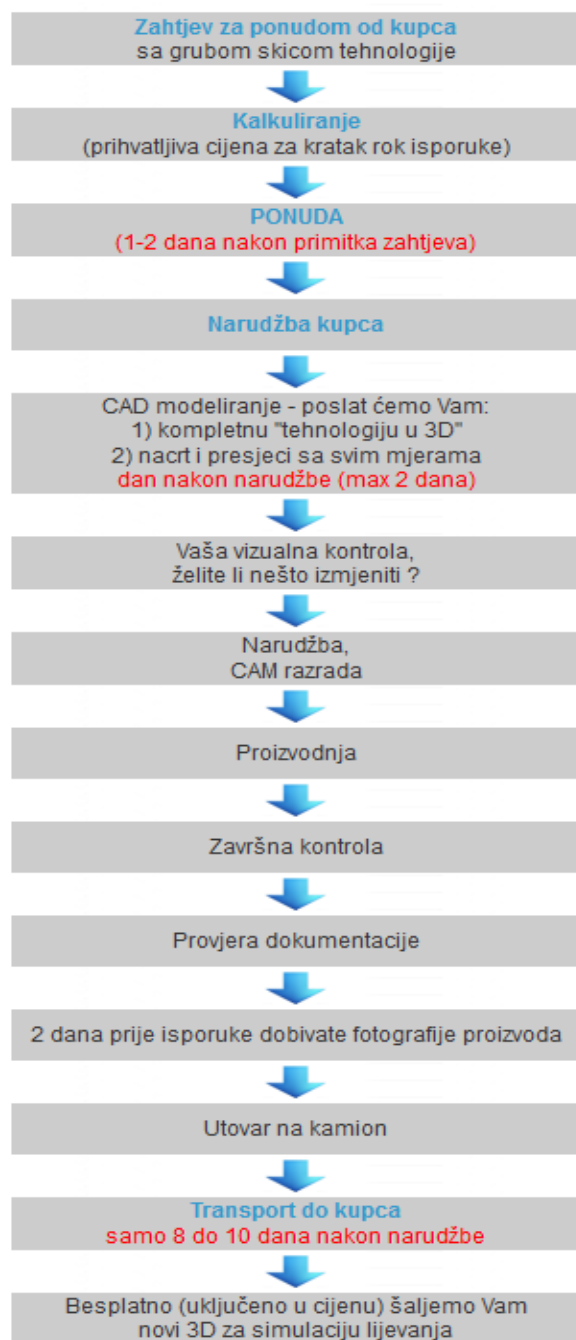 Zahtjev za ponudom od kupca
sa grubom skicom tehnologije
Kalkuliranje
(prihvatljiva cijena za kratak rok isporuke)
PONUDA
(1-2 dana nakon primitka zahtjeva)
Narudžba kupca
CAD modeliranje - poslat ćemo Vam:
1) kompletnu "tehnologiju u 3D"
2) nacrt i presjeci sa svim mjerama
dan nakon narudžbe (max 2 dana)
Vaša vizualna kontrola,
želite li nešto izmjeniti ?
Narudžba,
CAM razrada
Proizvodnja
Završna kontrola
Provjera dokumentacije
2 dana prije isporuke dobivate fotografije proizvoda
Utovar na kamion
Transport do kupca
samo 8 do 10 dana nakon narudžbe
Besplatno (uključeno u cijenu) šaljemo Vam
novi 3D za simulaciju lijevanja